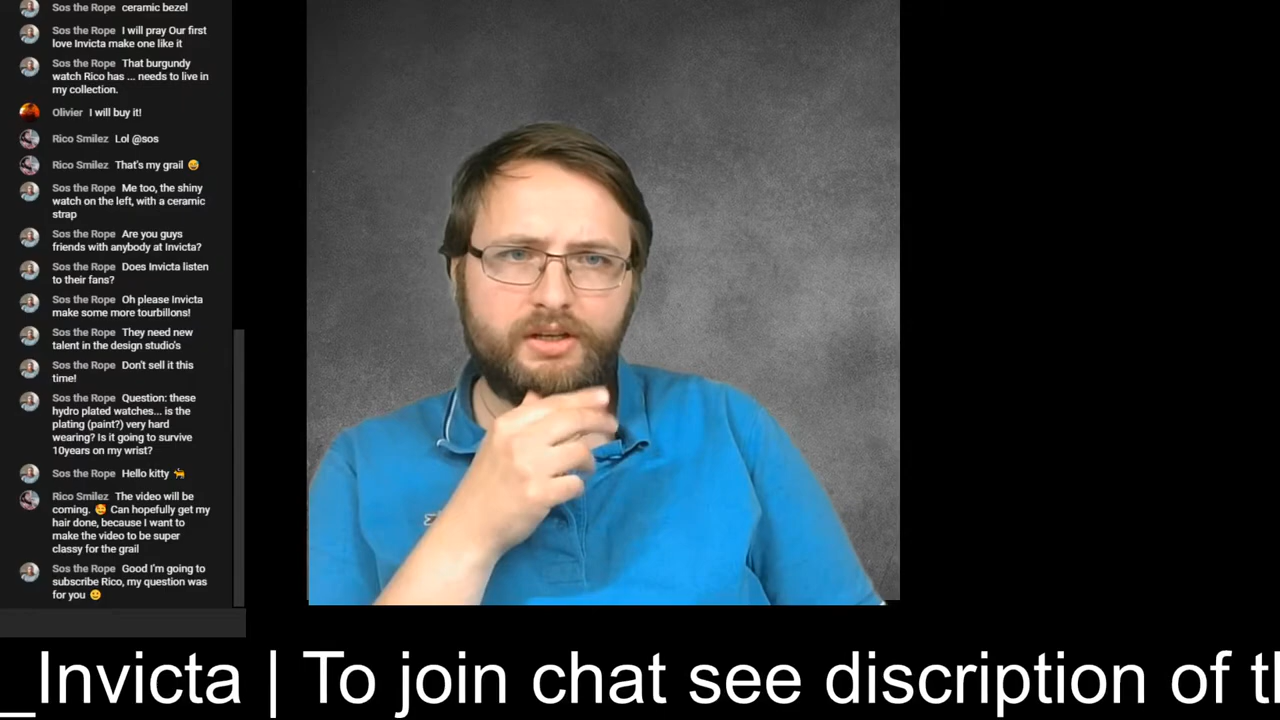 Sos the Rope ceramic bezel
Sos the Rope I will pray Our first
love Invicta make one like it
Sos the Rope That burgundy
watch Rico has ... needs to live in
my collection.
Olivier I will buy it!
Rico Smilez Lol @sos
Rico Smilez That's my grail 😅
Sos the Rope Me too, the shiny
watch on the left, with a ceramic
strap
Sos the Rope Are you guys
friends with anybody at Invicta?
Sos the Rope Does Invicta listen
to their fans?
Sos the Rope Oh please Invicta
make some more tourbillons!
Sos the Rope They need new
talent in the design studio's
Sos the Rope Don't sell it this
time!
Sos the Rope Question: these
hydro plated watches... is the
plating (paint?) very hard
wearing? Is it going to survive
10years on my wrist?
Sos the Rope Hello kitty 🐈
Rico Smilez The video will be
coming. 🥰 Can hopefully get my
hair done, because I want to
make the video to be super
classy for the grail
Sos the Rope Good I'm going to
subscribe Rico, my question was
for you 😊
_Invicta | To join chat see discription of th